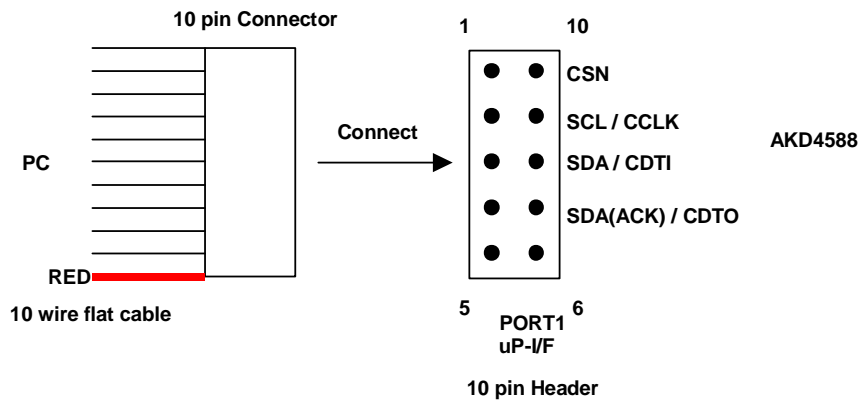 10 pin Connector
PC
RED
10 wire flat cable
Connect
1 10
CSN
SCL / CCLK
SDA / CDTI
SDA(ACK) / CDTO
5 6
PORT1
uP-I/F
10 pin Header
AKD4588